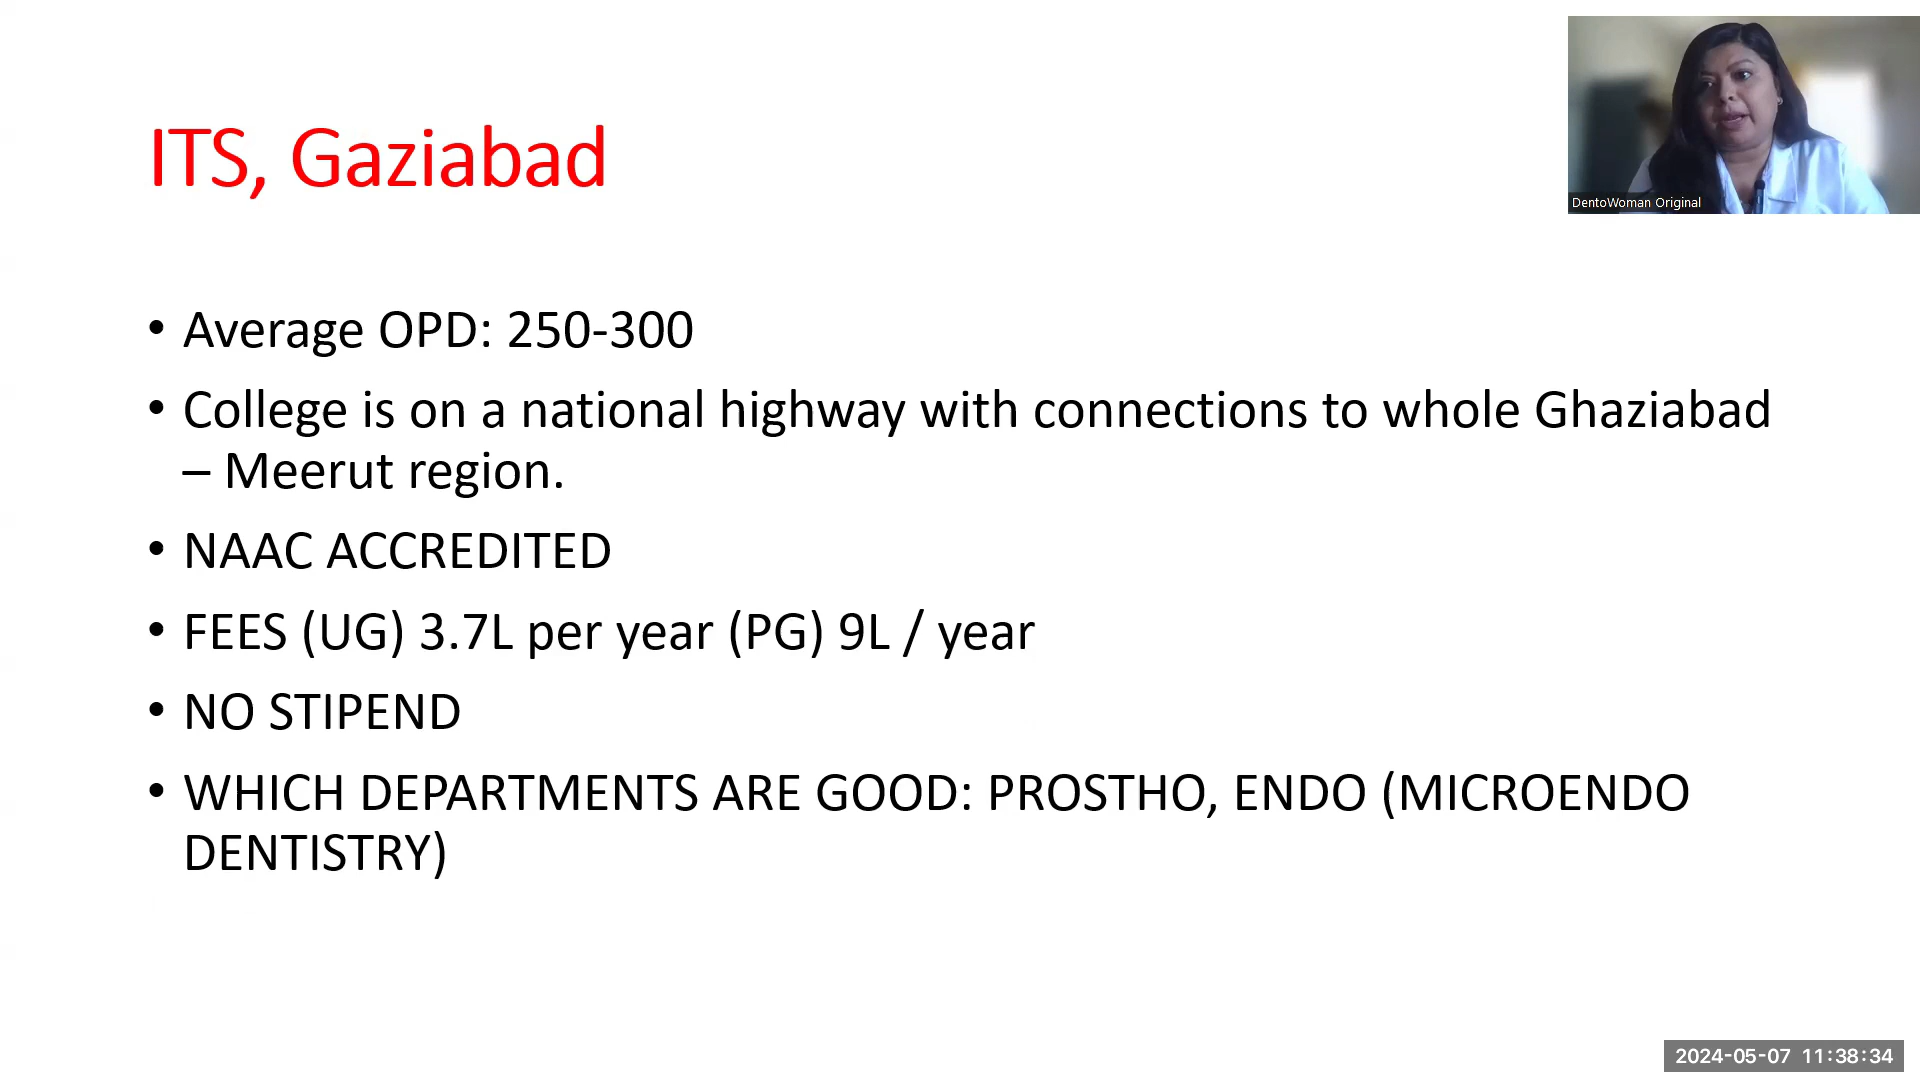 ITS, Gaziabad
DentoWoman Original
• Average OPD: 250-300
• College is on a national highway with connections to whole Ghaziabad
– Meerut region.
• NAAC ACCREDITED
• FEES (UG) 3.7L per year (PG) 9L / year
• NO STIPEND
• WHICH DEPARTMENTS ARE GOOD: PROSTHO, ENDO (MICROENDO
DENTISTRY)
2024-05-07 11:38:34